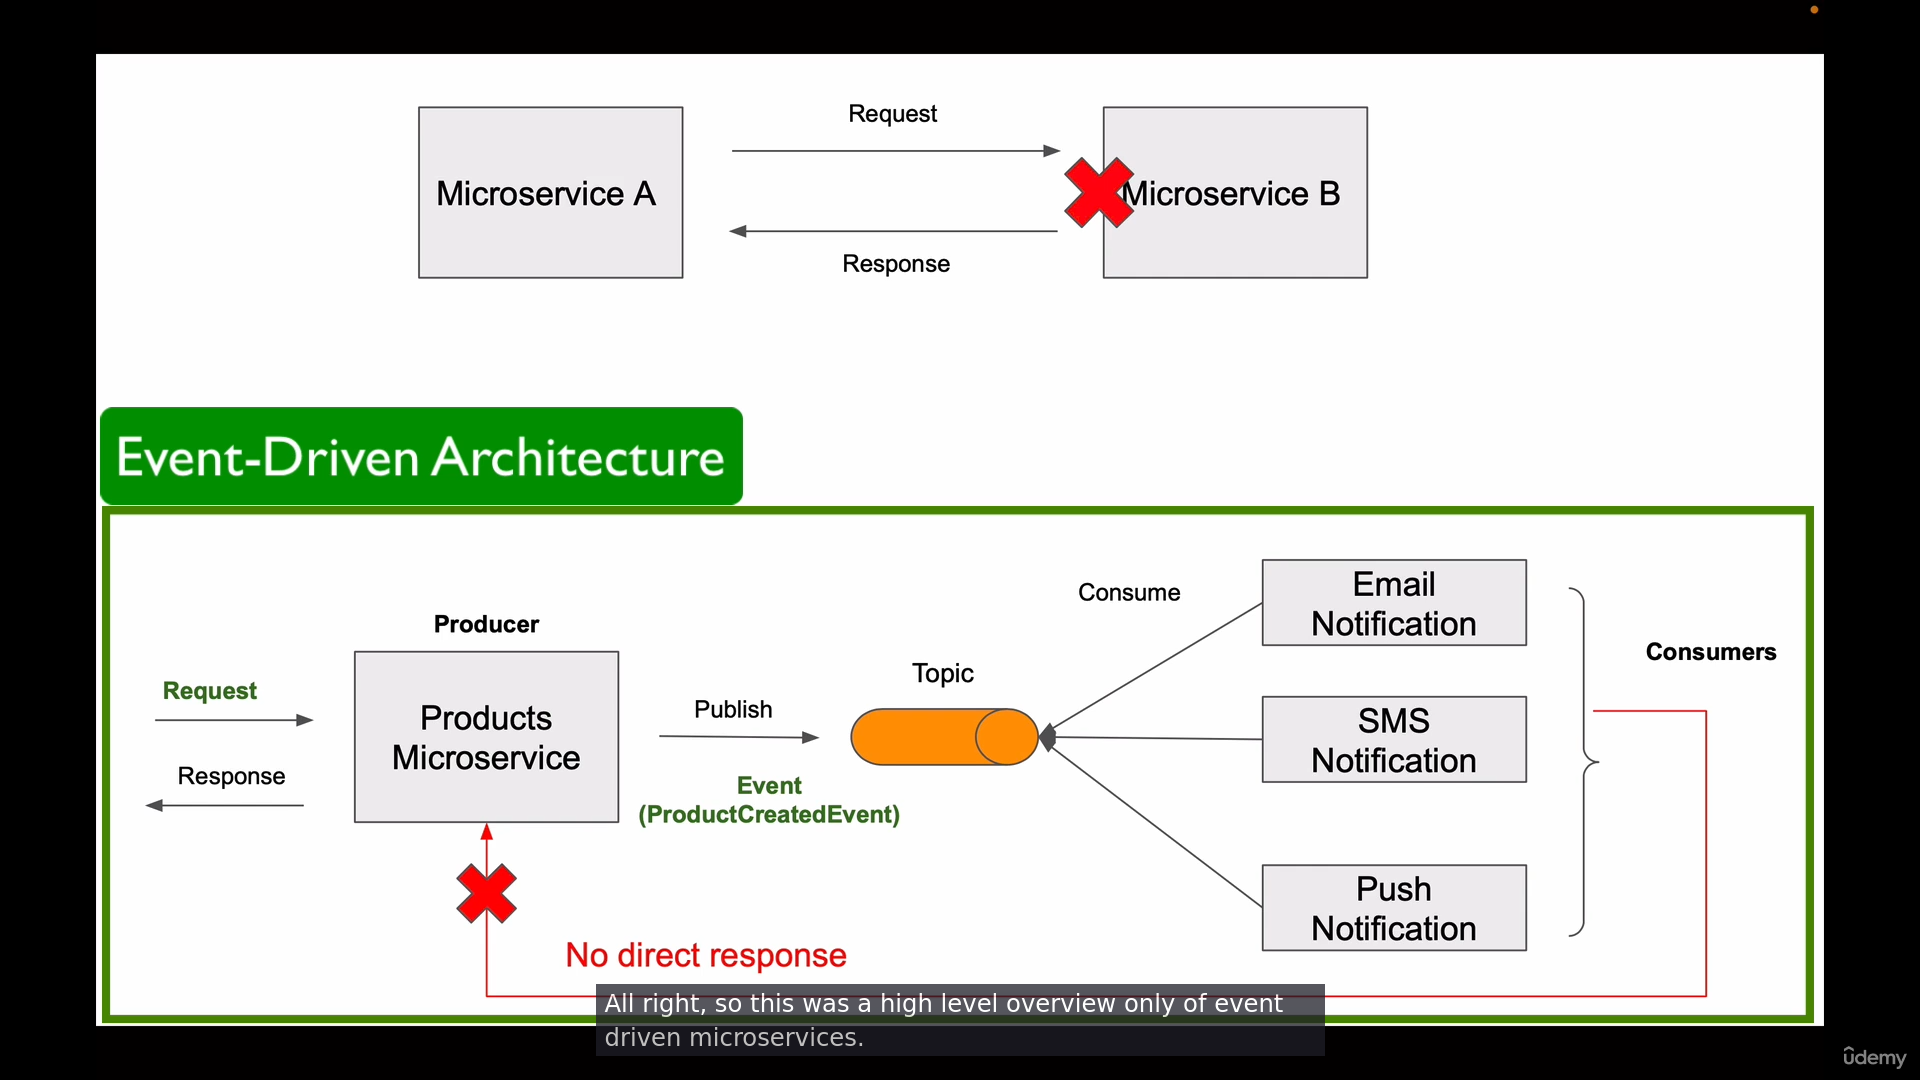 Request
Microservice A
Microservice B
Response
Event-Driven Architecture
Producer
Request
Products
Microservice
Response
Publish
Event
(ProductCreatedEvent)
Topic
Consume
Email
Notification
SMS
Notification
Push
Notification
Consumers
No direct response
All right, so this was a high level overview only of event
driven microservices.
ûdemy